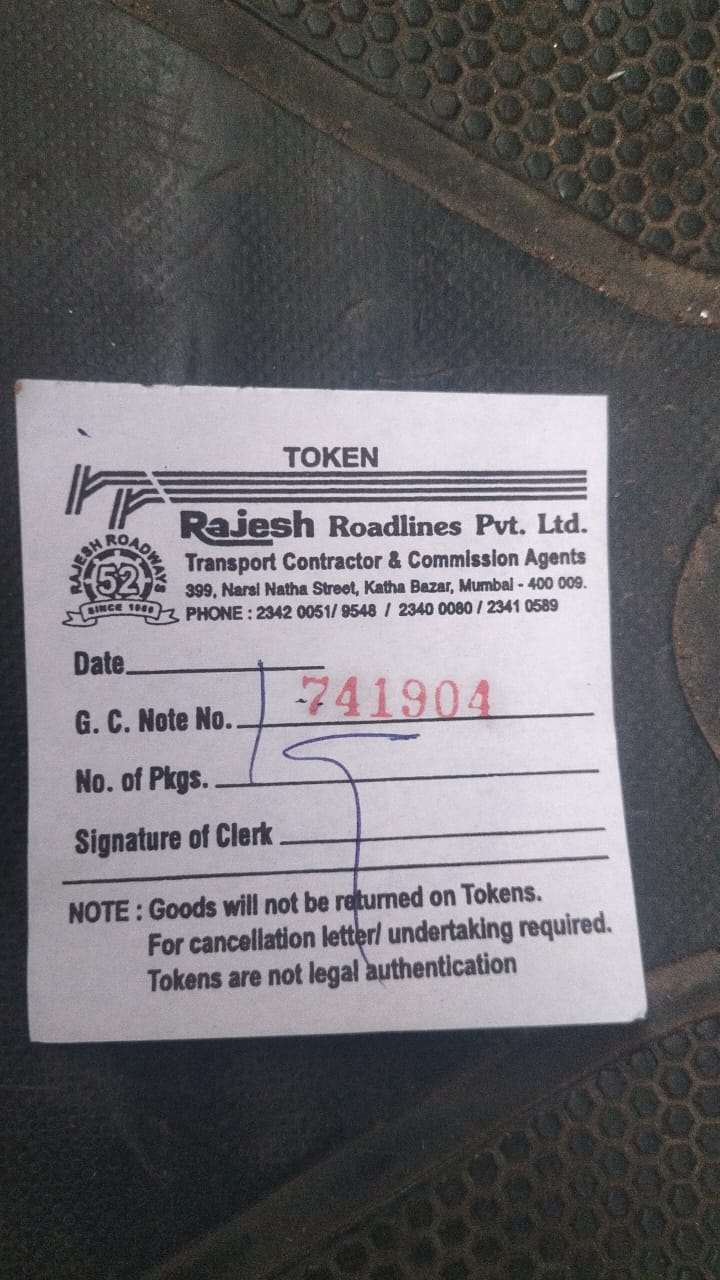 TOKEN
Rajesh Roadlines Pvt. Ltd.
RAJESH ROADWAYS
52
SINCE
Transport Contractor & Commission Agents
399, Narsi Natha Street, Katha Bazar, Mumbai - 400 009.
PHONE : 2342 0051/ 9548 / 2340 0080 / 2341 0589
Date
G. C. Note No. 741904
No. of Pkgs.
Signature of Clerk
NOTE : Goods will not be returned on Tokens.
For cancellation letter/ undertaking required.
Tokens are not legal authentication